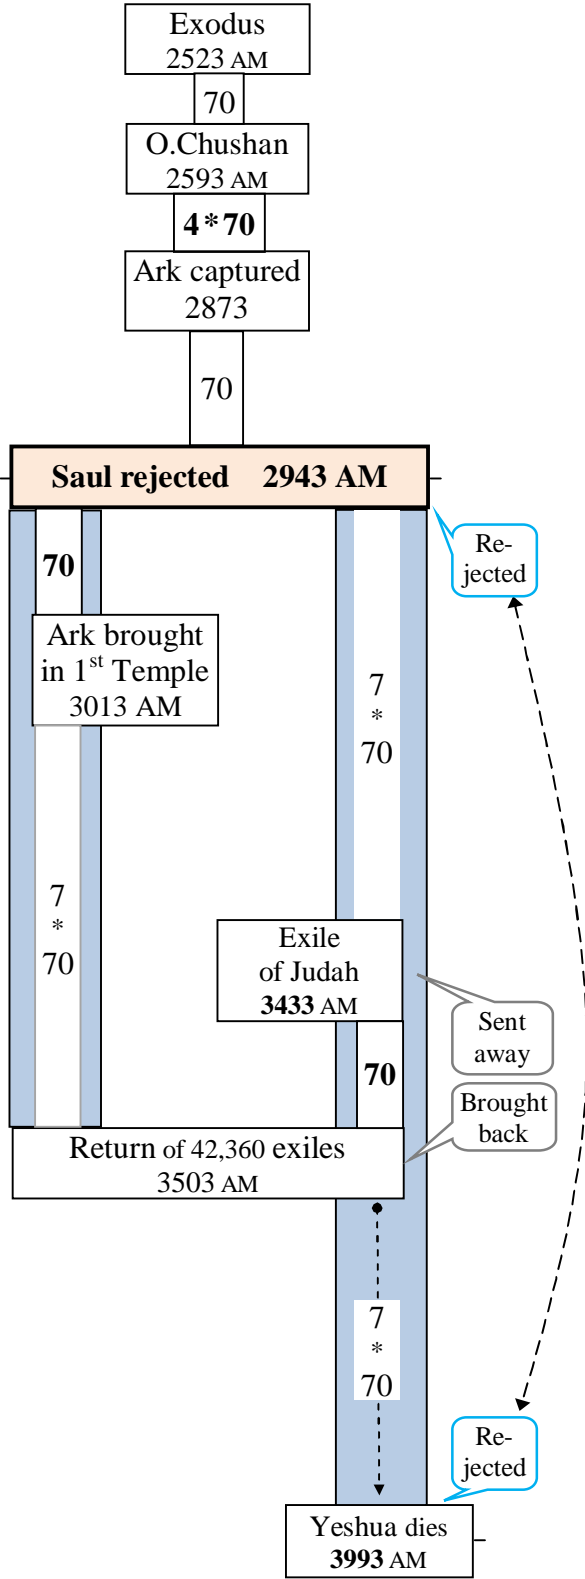 Exodus
2523 AM
70
O.Chushan
2593 AM
4*70
Ark captured
2873
70
Saul rejected 2943 AM
70
Re-
jected
Ark brought
in 1st Temple
3013 AM
7
*
70
7
*
70
Exile
of Judah
3433 AM
Sent
away
70
Brought
back
Return of 42,360 exiles
3503 AM
7
*
70
Re-
jected
Yeshua dies
3993 AM